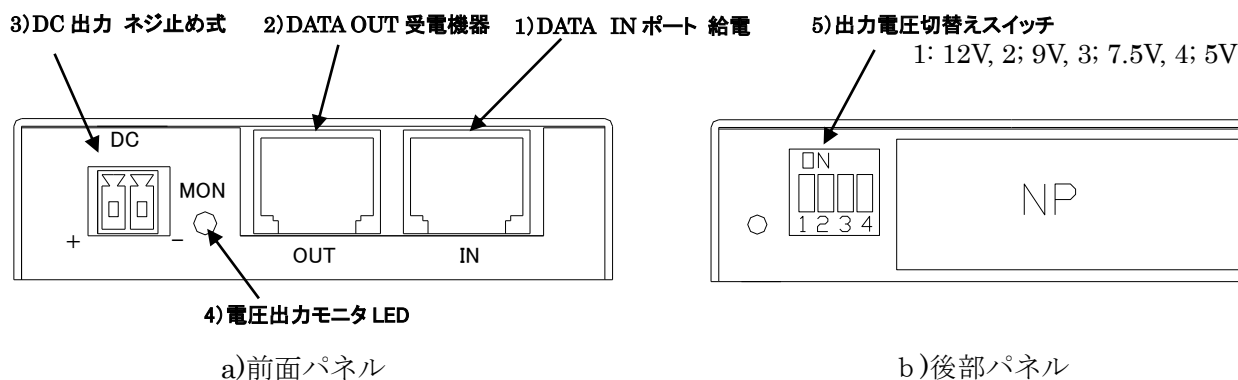 3)DC 出力 ネジ止め式 2)DATA OUT 受電機器 1)DATA IN ポート 給電 5)出力電圧切替えスイッチ
1: 12V, 2; 9V, 3; 7.5V, 4; 5V
DC
ON
MON
NP
1 2 3 4
+ -
OUT IN
4)電圧出力モニタ LED
a)前面パネル b)後部パネル